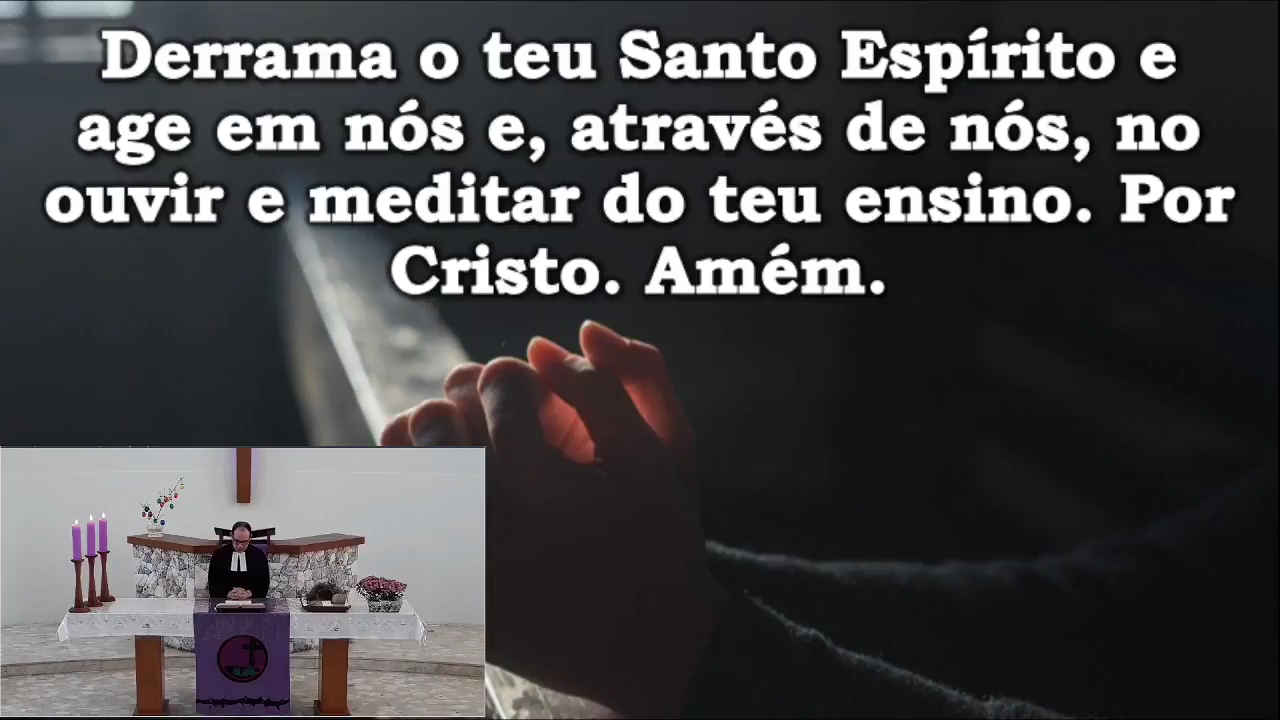 Derrama o teu Santo Espírito e
age em nós e, através de nós, no
ouvir e meditar do teu ensino. Por
Cristo. Amém.